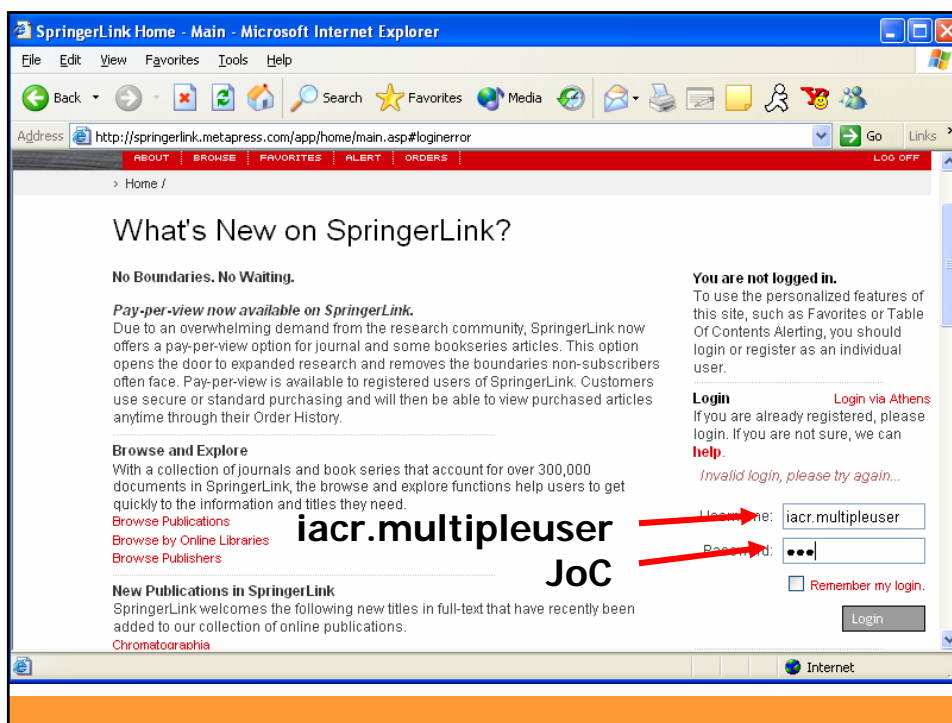 SpringerLink Home - Main - Microsoft Internet Explorer
File Edit View Favorites Tools Help
Back Search Favorites Media
Address http://springerlink.metapress.com/app/home/main.asp#loginerror Go Links
ABOUT BROWSE FAVORITES ALERT ORDERS LOG OFF
> Home /
What's New on SpringerLink?
No Boundaries. No Waiting.
Pay-per-view now available on SpringerLink.
Due to an overwhelming demand from the research community, SpringerLink now
offers a pay-per-view option for journal and some bookseries articles. This option
opens the door to expanded research and removes the boundaries non-subscribers
often face. Pay-per-view is available to registered users of SpringerLink. Customers
use secure or standard purchasing and will then be able to view purchased articles
anytime through their Order History.
Browse and Explore
With a collection of journals and book series that account for over 300,000
documents in SpringerLink, the browse and explore functions help users to get
quickly to the information and titles they need.
Browse Publications
Browse by Online Libraries
Browse Publishers
New Publications in SpringerLink
SpringerLink welcomes the following new titles in full-text that have recently been
added to our collection of online publications.
Chromatographia
You are not logged in.
To use the personalized features of
this site, such as Favorites or Table
Of Contents Alerting, you should
login or register as an individual
user.
Login Login via Athens
If you are already registered, please
login. If you are not sure, we can
help.
Invalid login, please try again...
iacr.multipleuser
Username: iacr.multipleuser
JoC
Password: •••
Remember my login.
Login
Internet